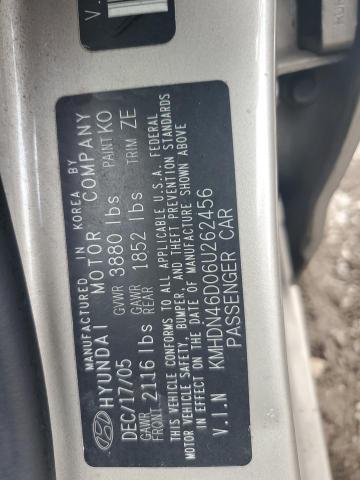 MANUFACTURED IN KOREA BY
HYUNDAI MOTOR COMPANY
DEC/17/05 GVWR 3880 lbs PAINT KO
GAWR FRONT 2116 lbs GAWR REAR 1852 lbs TRIM ZE
THIS VEHICLE CONFORMS TO ALL APPLICABLE U.S.A. FEDERAL
MOTOR VEHICLE SAFETY, BUMPER, AND THEFT PREVENTION STANDARDS
IN EFFECT ON THE DATE OF MANUFACTURE SHOWN ABOVE
V.I.N KMHDN46D06U262456
PASSENGER CAR